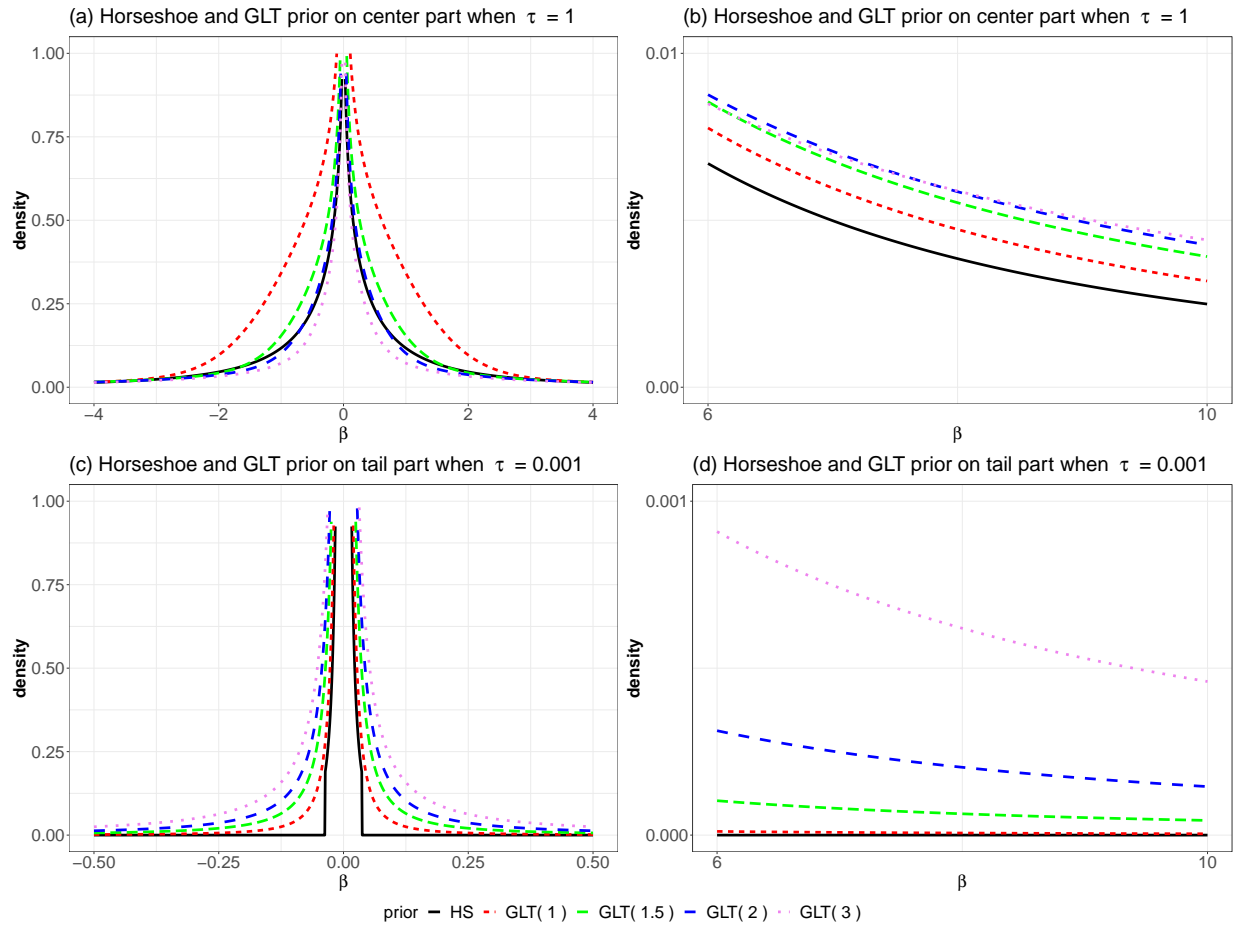 (a) Horseshoe and GLT prior on center part when τ = 1
1.00
0.75
0.50
0.25
0.00
density
−4
−2
0
2
4
β
(b) Horseshoe and GLT prior on center part when τ = 1
0.01
0.00
density
6
10
β
(c) Horseshoe and GLT prior on tail part when τ = 0.001
1.00
0.75
0.50
0.25
0.00
density
−0.50
−0.25
0.00
0.25
0.50
β
(d) Horseshoe and GLT prior on tail part when τ = 0.001
0.001
0.000
density
6
10
β
prior HS GLT( 1 ) GLT( 1.5 ) GLT( 2 ) GLT( 3 )